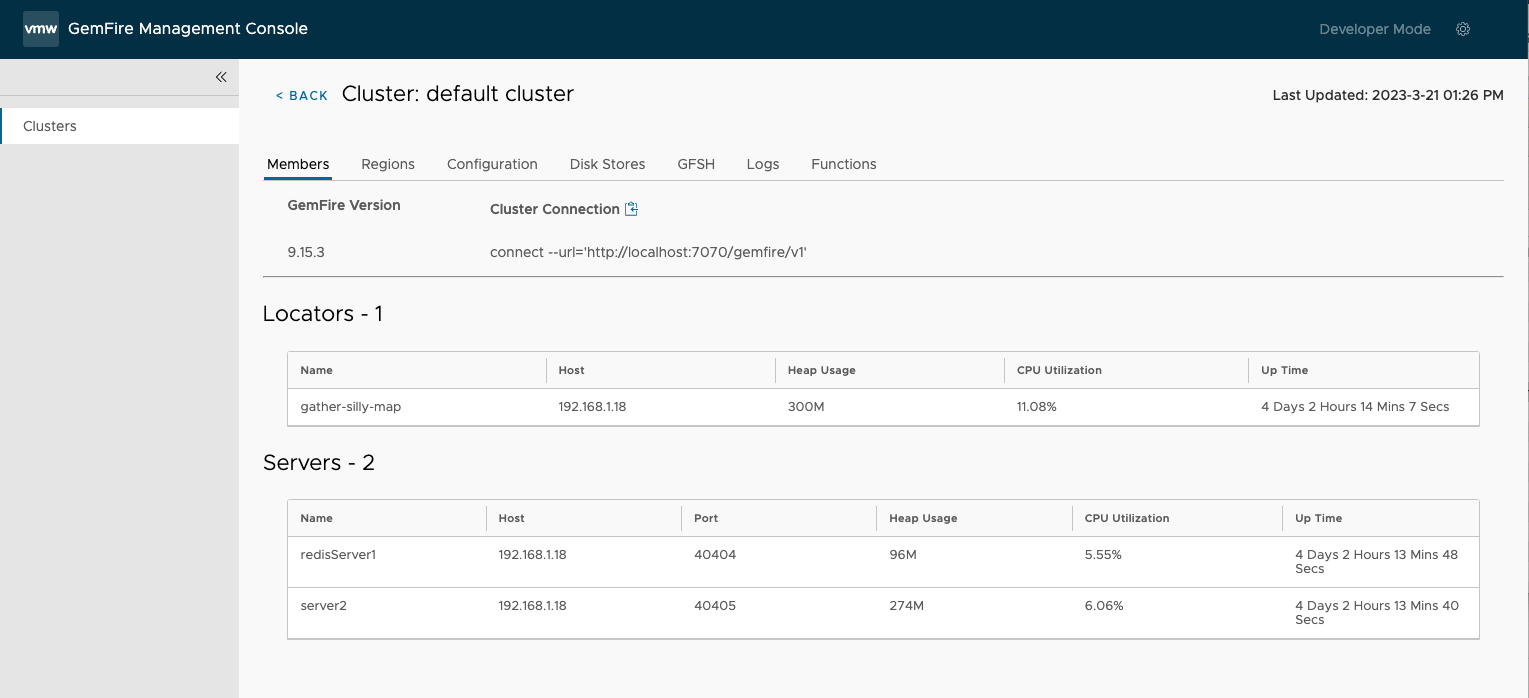 vmw GemFire Management Console Developer Mode
Clusters
< BACK Cluster: default cluster Last Updated: 2023-3-21 01:26 PM
Members Regions Configuration Disk Stores GFSH Logs Functions
GemFire Version Cluster Connection
9.15.3 connect --url='http://localhost:7070/gemfire/v1'
Locators - 1
Name Host Heap Usage CPU Utilization Up Time
gather-silly-map 192.168.1.18 300M 11.08% 4 Days 2 Hours 14 Mins 7 Secs
Servers - 2
Name Host Port Heap Usage CPU Utilization Up Time
redisServer1 192.168.1.18 40404 96M 5.55% 4 Days 2 Hours 13 Mins 48
Secs
server2 192.168.1.18 40405 274M 6.06% 4 Days 2 Hours 13 Mins 40
Secs